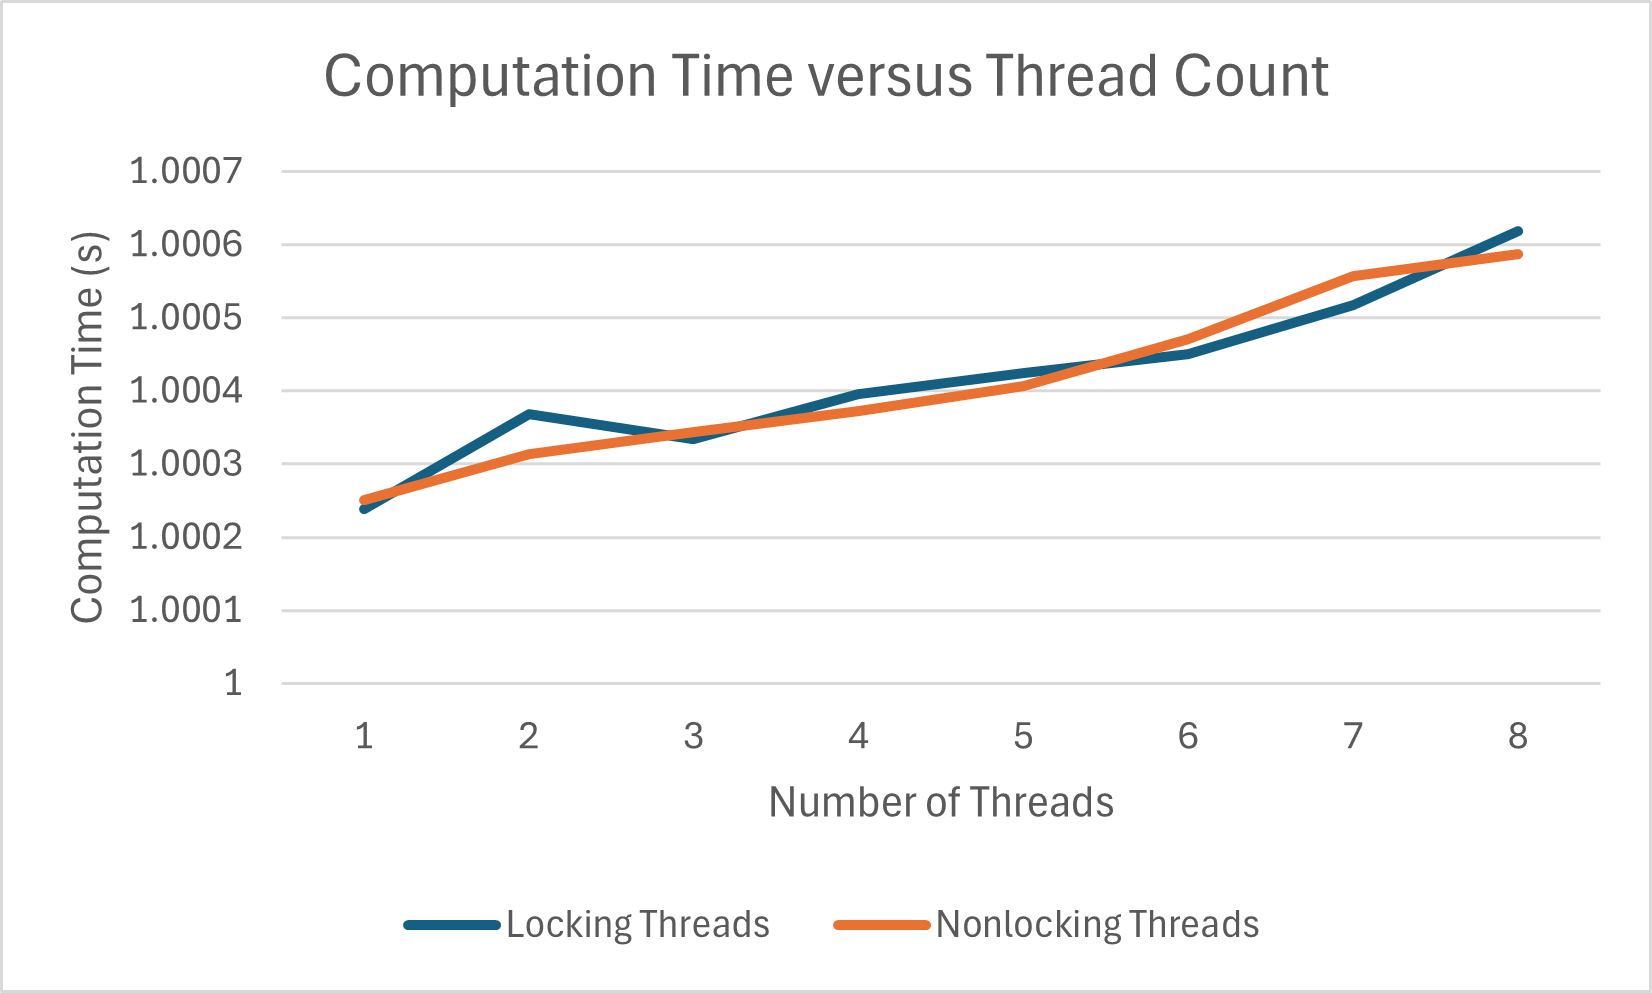 Computation Time versus Thread Count
Computation Time (s)
1.0007
1.0006
1.0005
1.0004
1.0003
1.0002
1.0001
1
1 2 3 4 5 6 7 8
Number of Threads
Locking Threads Nonlocking Threads